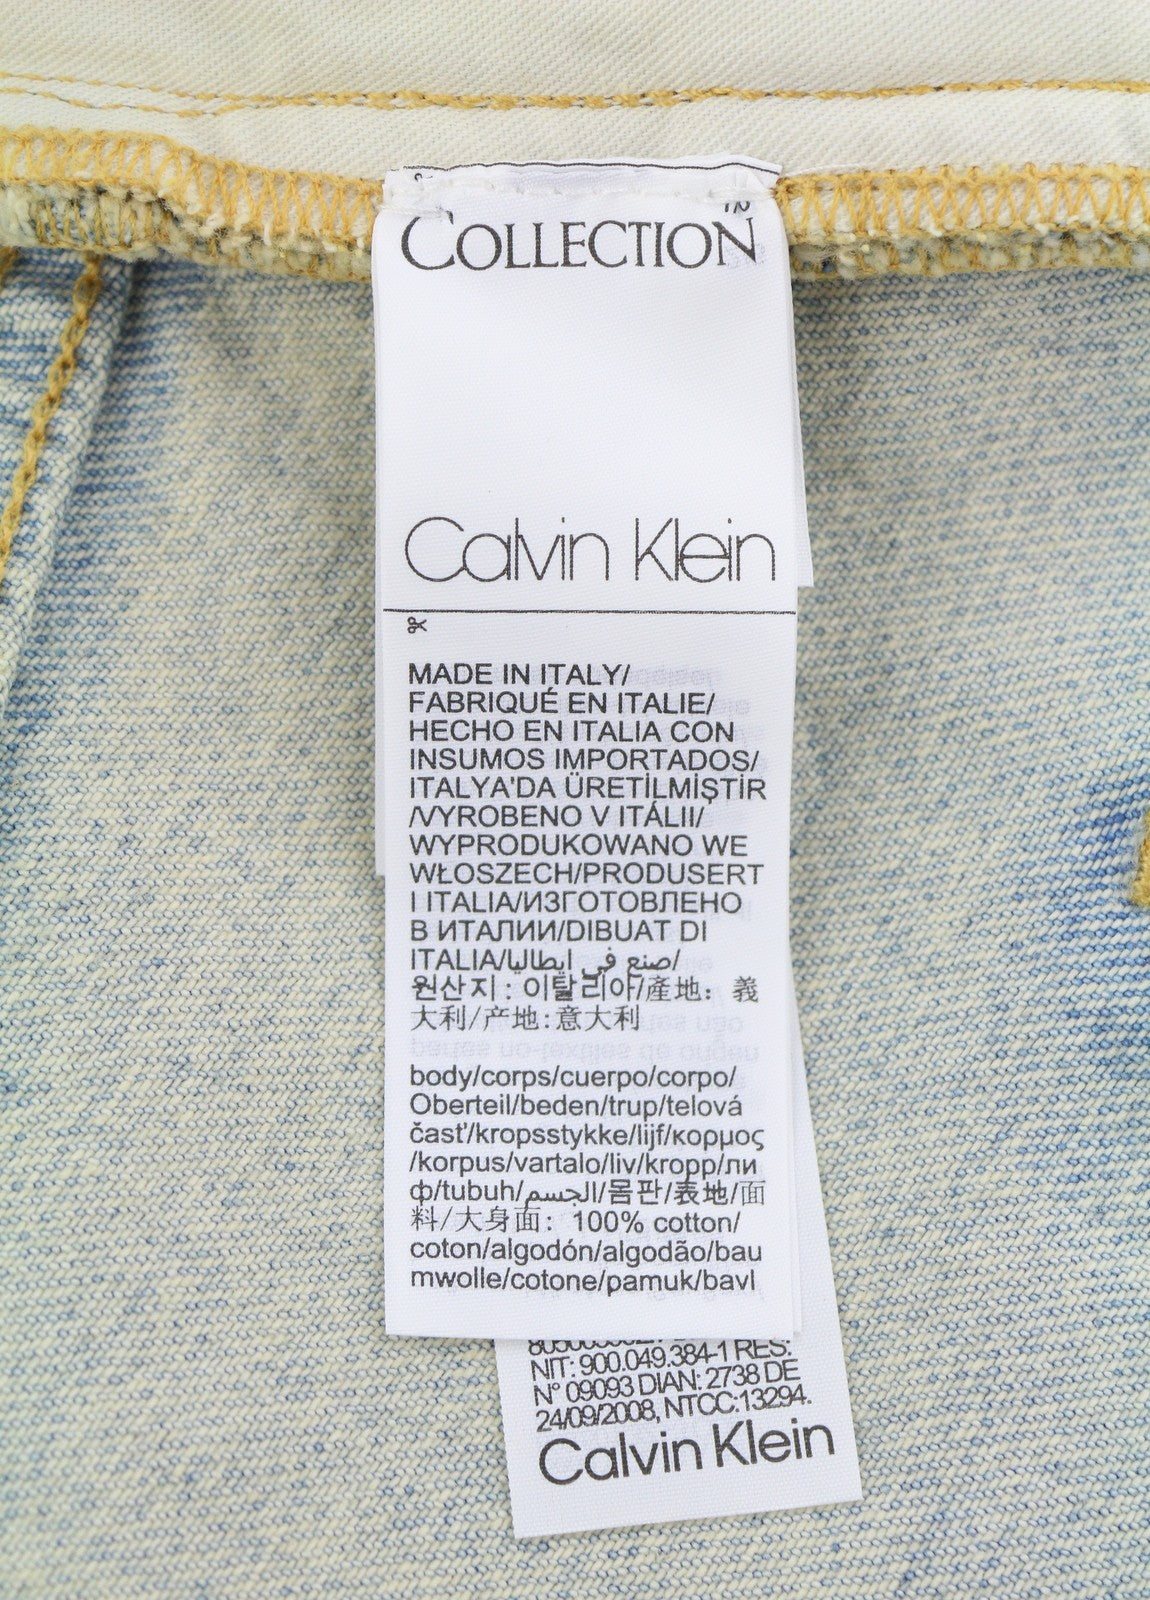 COLLECTION
Calvin Klein
MADE IN ITALY/
FABRIQUÉ EN ITALIE/
HECHO EN ITALIA CON
INSUMOS IMPORTADOS/
ITALYA'DA ÜRETİLMİŞTİR
/VYROBENO V ITÁLII/
WYPRODUKOWANO WE
WŁOSZECH/PRODUSERT
I ITALIA/ИЗГОТОВЛЕНО
В ИТАЛИИ/DIBUAT DI
ITALIA/صنع في ايطاليا/
원산지: 이탈리아/產地: 義
大利/产地:意大利
body/corps/cuerpo/corpo/
Oberteil/beden/trup/telová
časť/kropsstykke/lijf/κορμος
/korpus/vartalo/liv/kropp/ли
ф/tubuh/الجسم/몸판/表地/面
料/大身面: 100% cotton/
coton/algodón/algodão/bau
mwolle/cotone/pamuk/bavl
NIT: 900.049.384-1 RES.
N° 09093 DIAN: 2738 DE
24/09/2008, NTCC:13294.
Calvin Klein